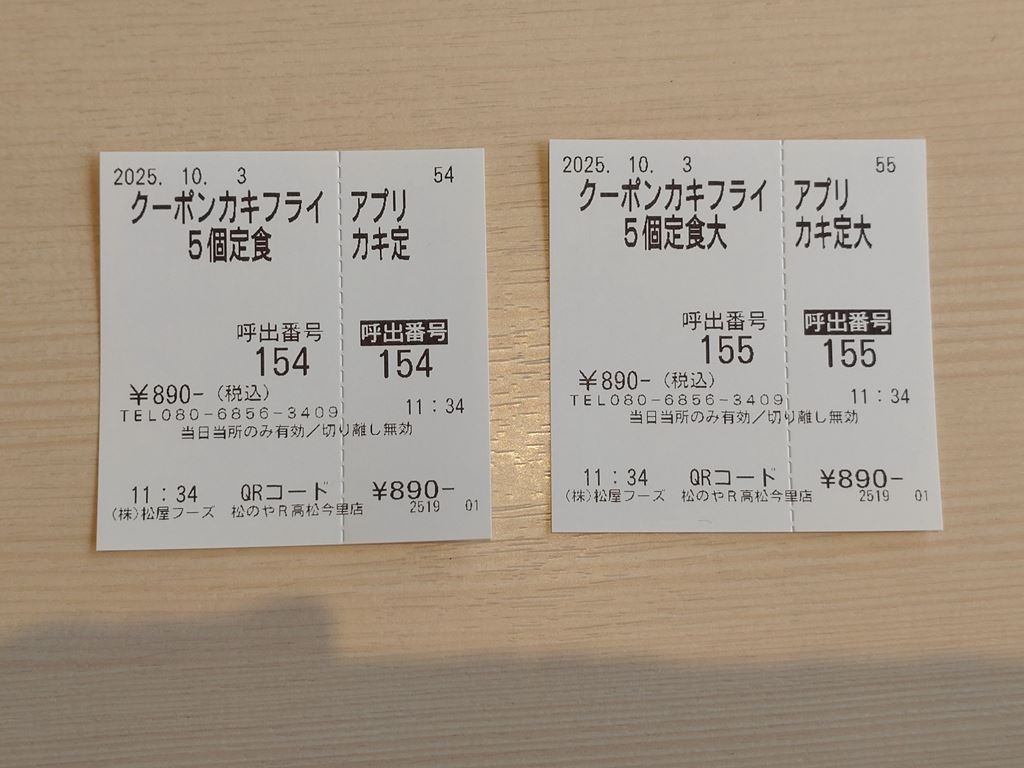 2025. 10. 3 54
クーポンカキフライ アプリ
5個定食 カキ定
呼出番号 呼出番号
154 154
¥890-(税込)
TEL080-6856-3409 11:34
当日当所のみ有効/切り離し無効
11:34 QRコード ¥890-
(株)松屋フーズ 松のやR高松今里店 2519 01
2025. 10. 3 55
クーポンカキフライ アプリ
5個定食大 カキ定大
呼出番号 呼出番号
155 155
¥890-(税込)
TEL080-6856-3409 11:34
当日当所のみ有効/切り離し無効
11:34 QRコード ¥890-
(株)松屋フーズ 松のやR高松今里店 2519 01